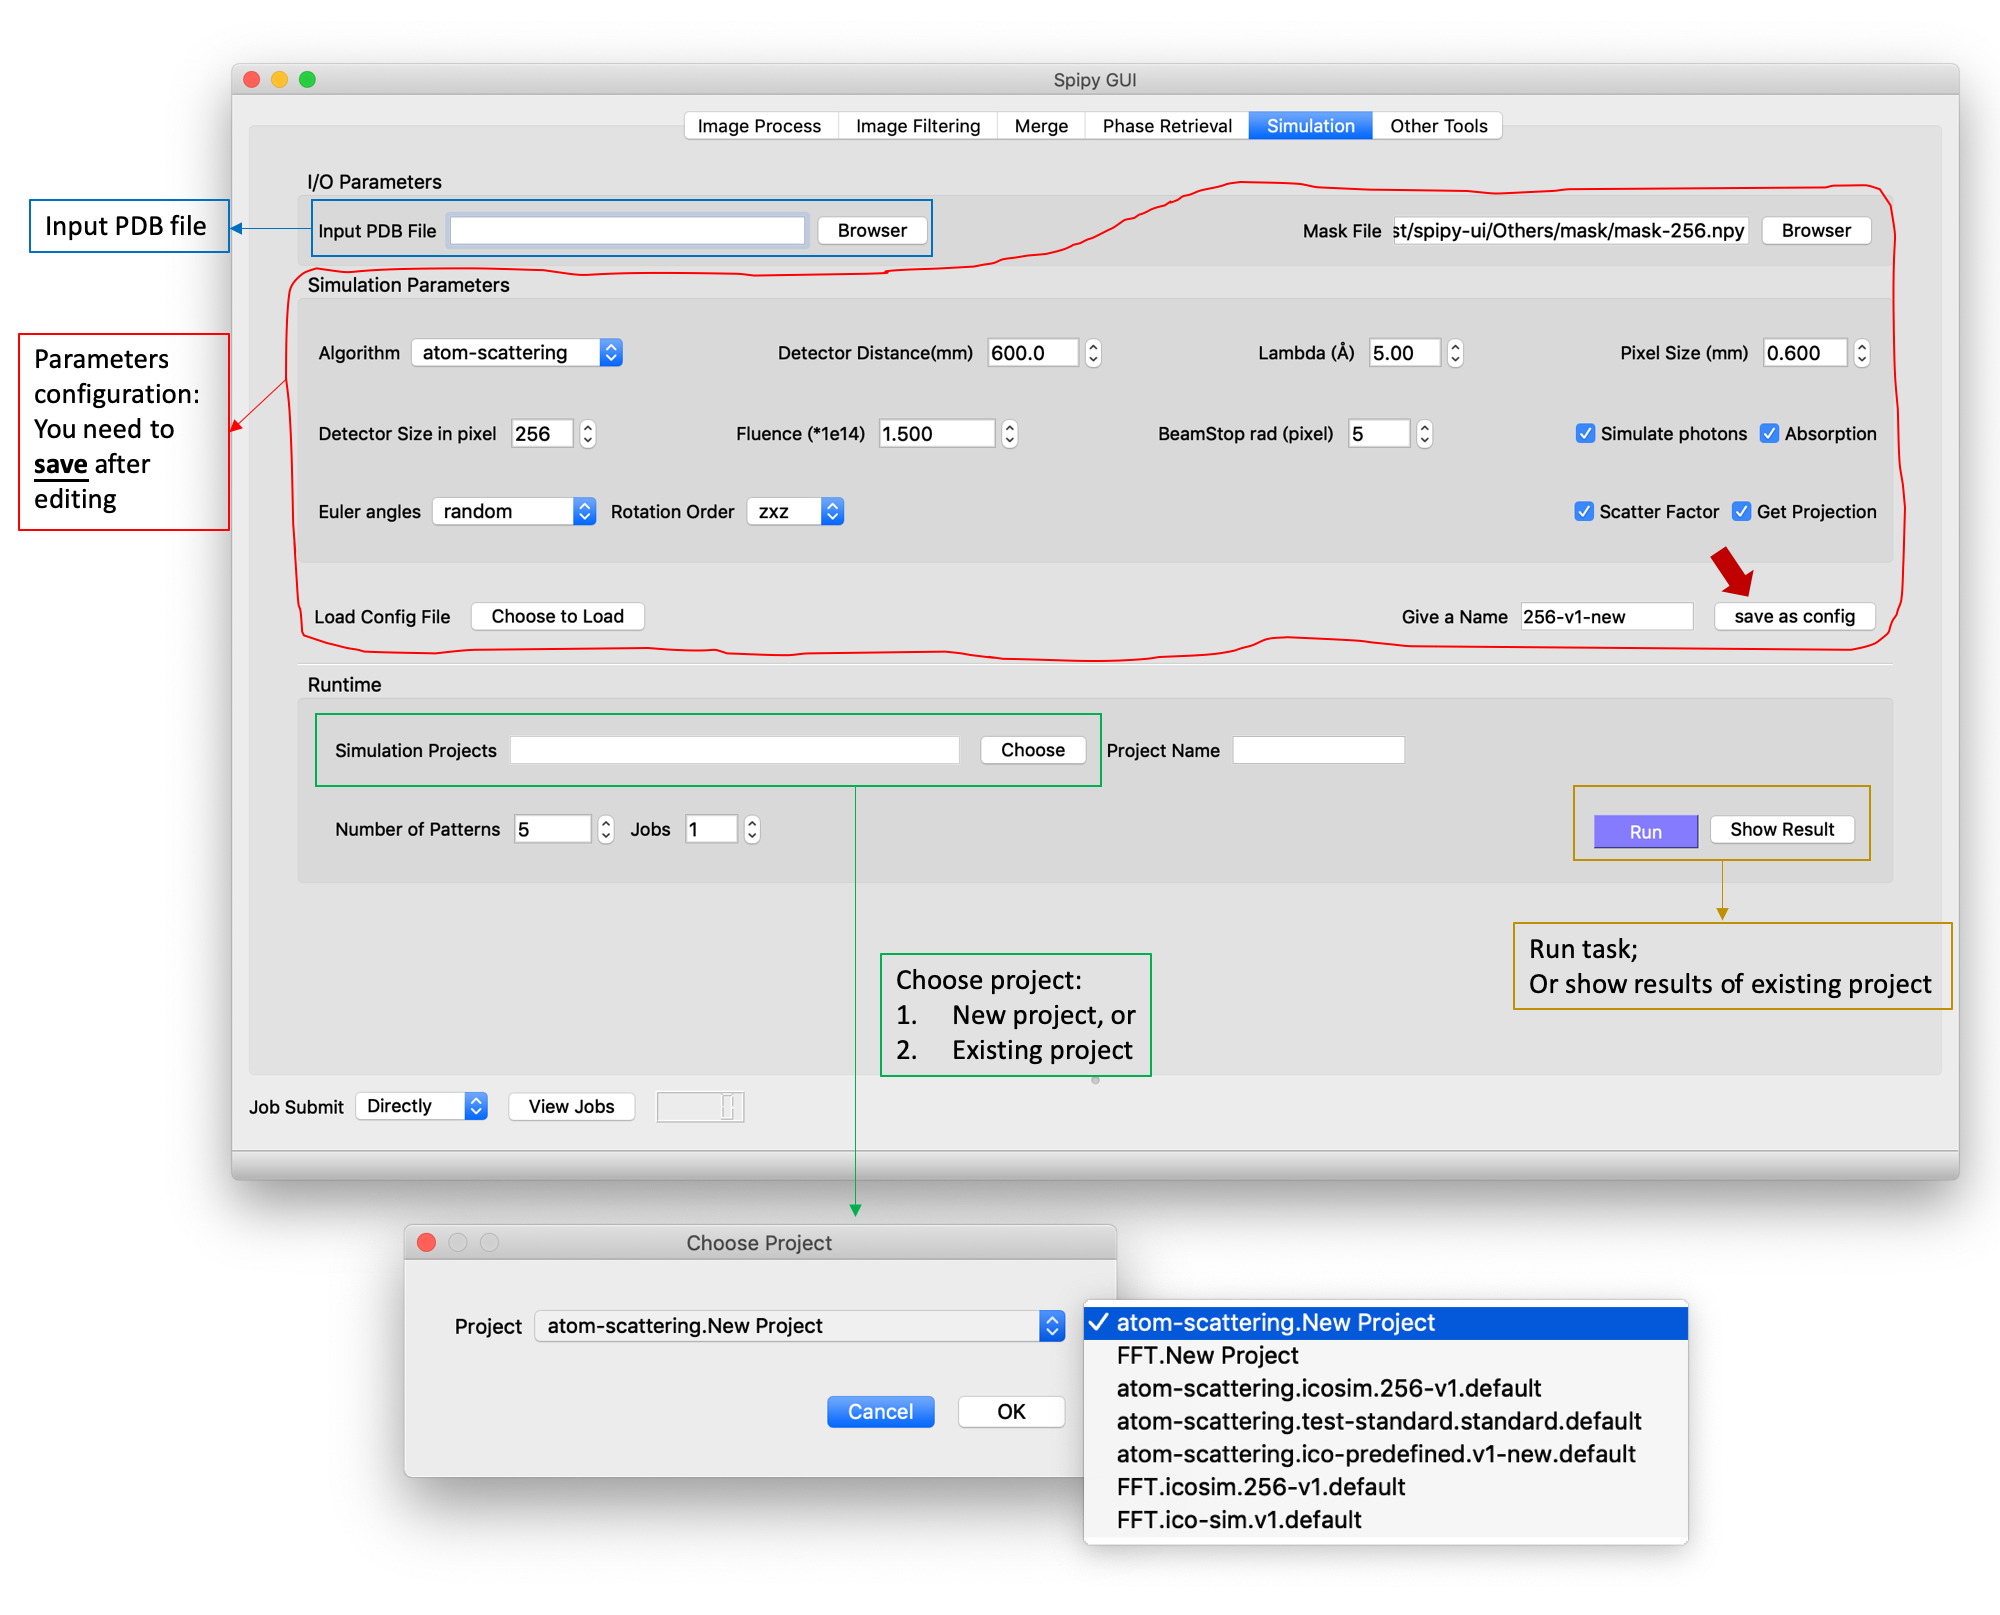 Spipy GUI
Image Process Image Filtering Merge Phase Retrieval Simulation Other Tools
I/O Parameters
Input PDB file
Input PDB File Browser Mask File st/spipy-ui/Others/mask/mask-256.npy Browser
Simulation Parameters
Parameters
configuration:
You need to
save after
editing
Algorithm atom-scattering Detector Distance(mm) 600.0 Lambda (Å) 5.00 Pixel Size (mm) 0.600
Detector Size in pixel 256 Fluence (*1e14) 1.500 BeamStop rad (pixel) 5 Simulate photons Absorption
Euler angles random Rotation Order zxz Scatter Factor Get Projection
Load Config File Choose to Load Give a Name 256-v1-new save as config
Runtime
Simulation Projects Choose Project Name
Number of Patterns 5 Jobs 1 Run Show Result
Run task;
Or show results of existing project
Choose project:
1. New project, or
2. Existing project
Job Submit Directly View Jobs
Choose Project
Project atom-scattering.New Project
Cancel OK
atom-scattering.New Project
FFT.New Project
atom-scattering.icosim.256-v1.default
atom-scattering.test-standard.standard.default
atom-scattering.ico-predefined.v1-new.default
FFT.icosim.256-v1.default
FFT.ico-sim.v1.default